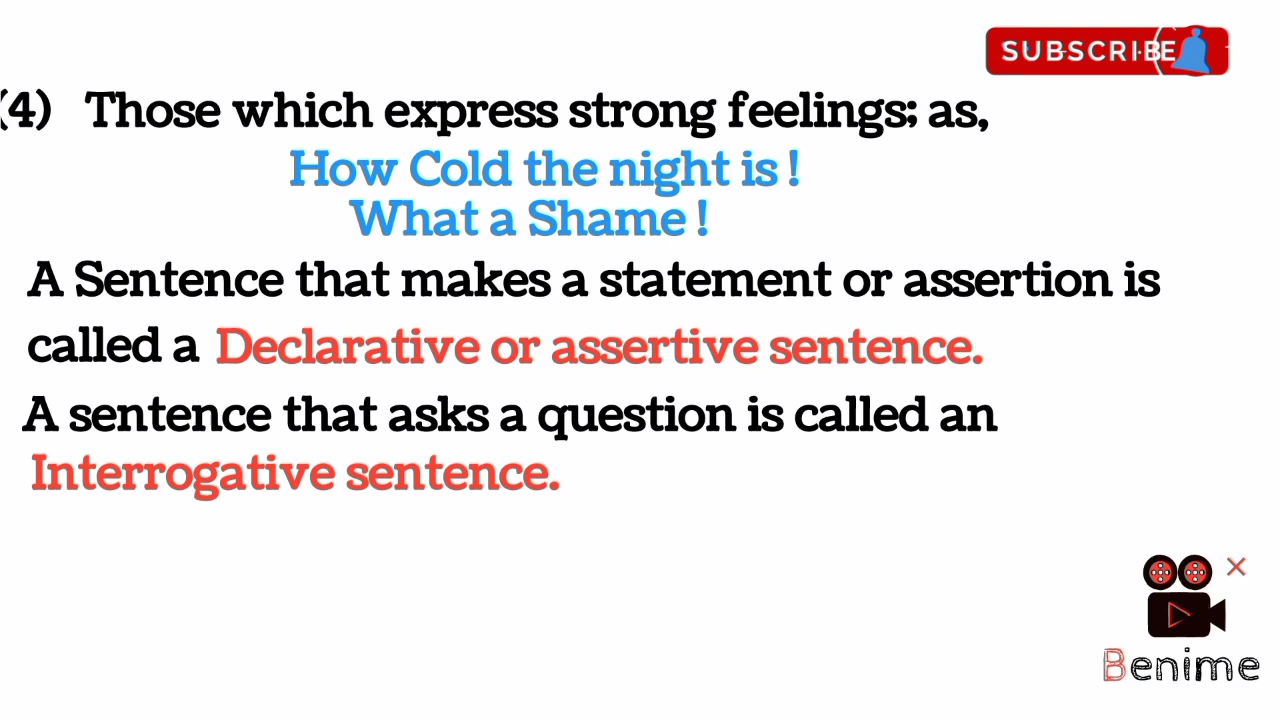 SUBSCRIBE
(4) Those which express strong feelings; as,
How Cold the night is !
What a Shame !
A Sentence that makes a statement or assertion is
called a Declarative or assertive sentence.
A sentence that asks a question is called an
Interrogative sentence.
Benime